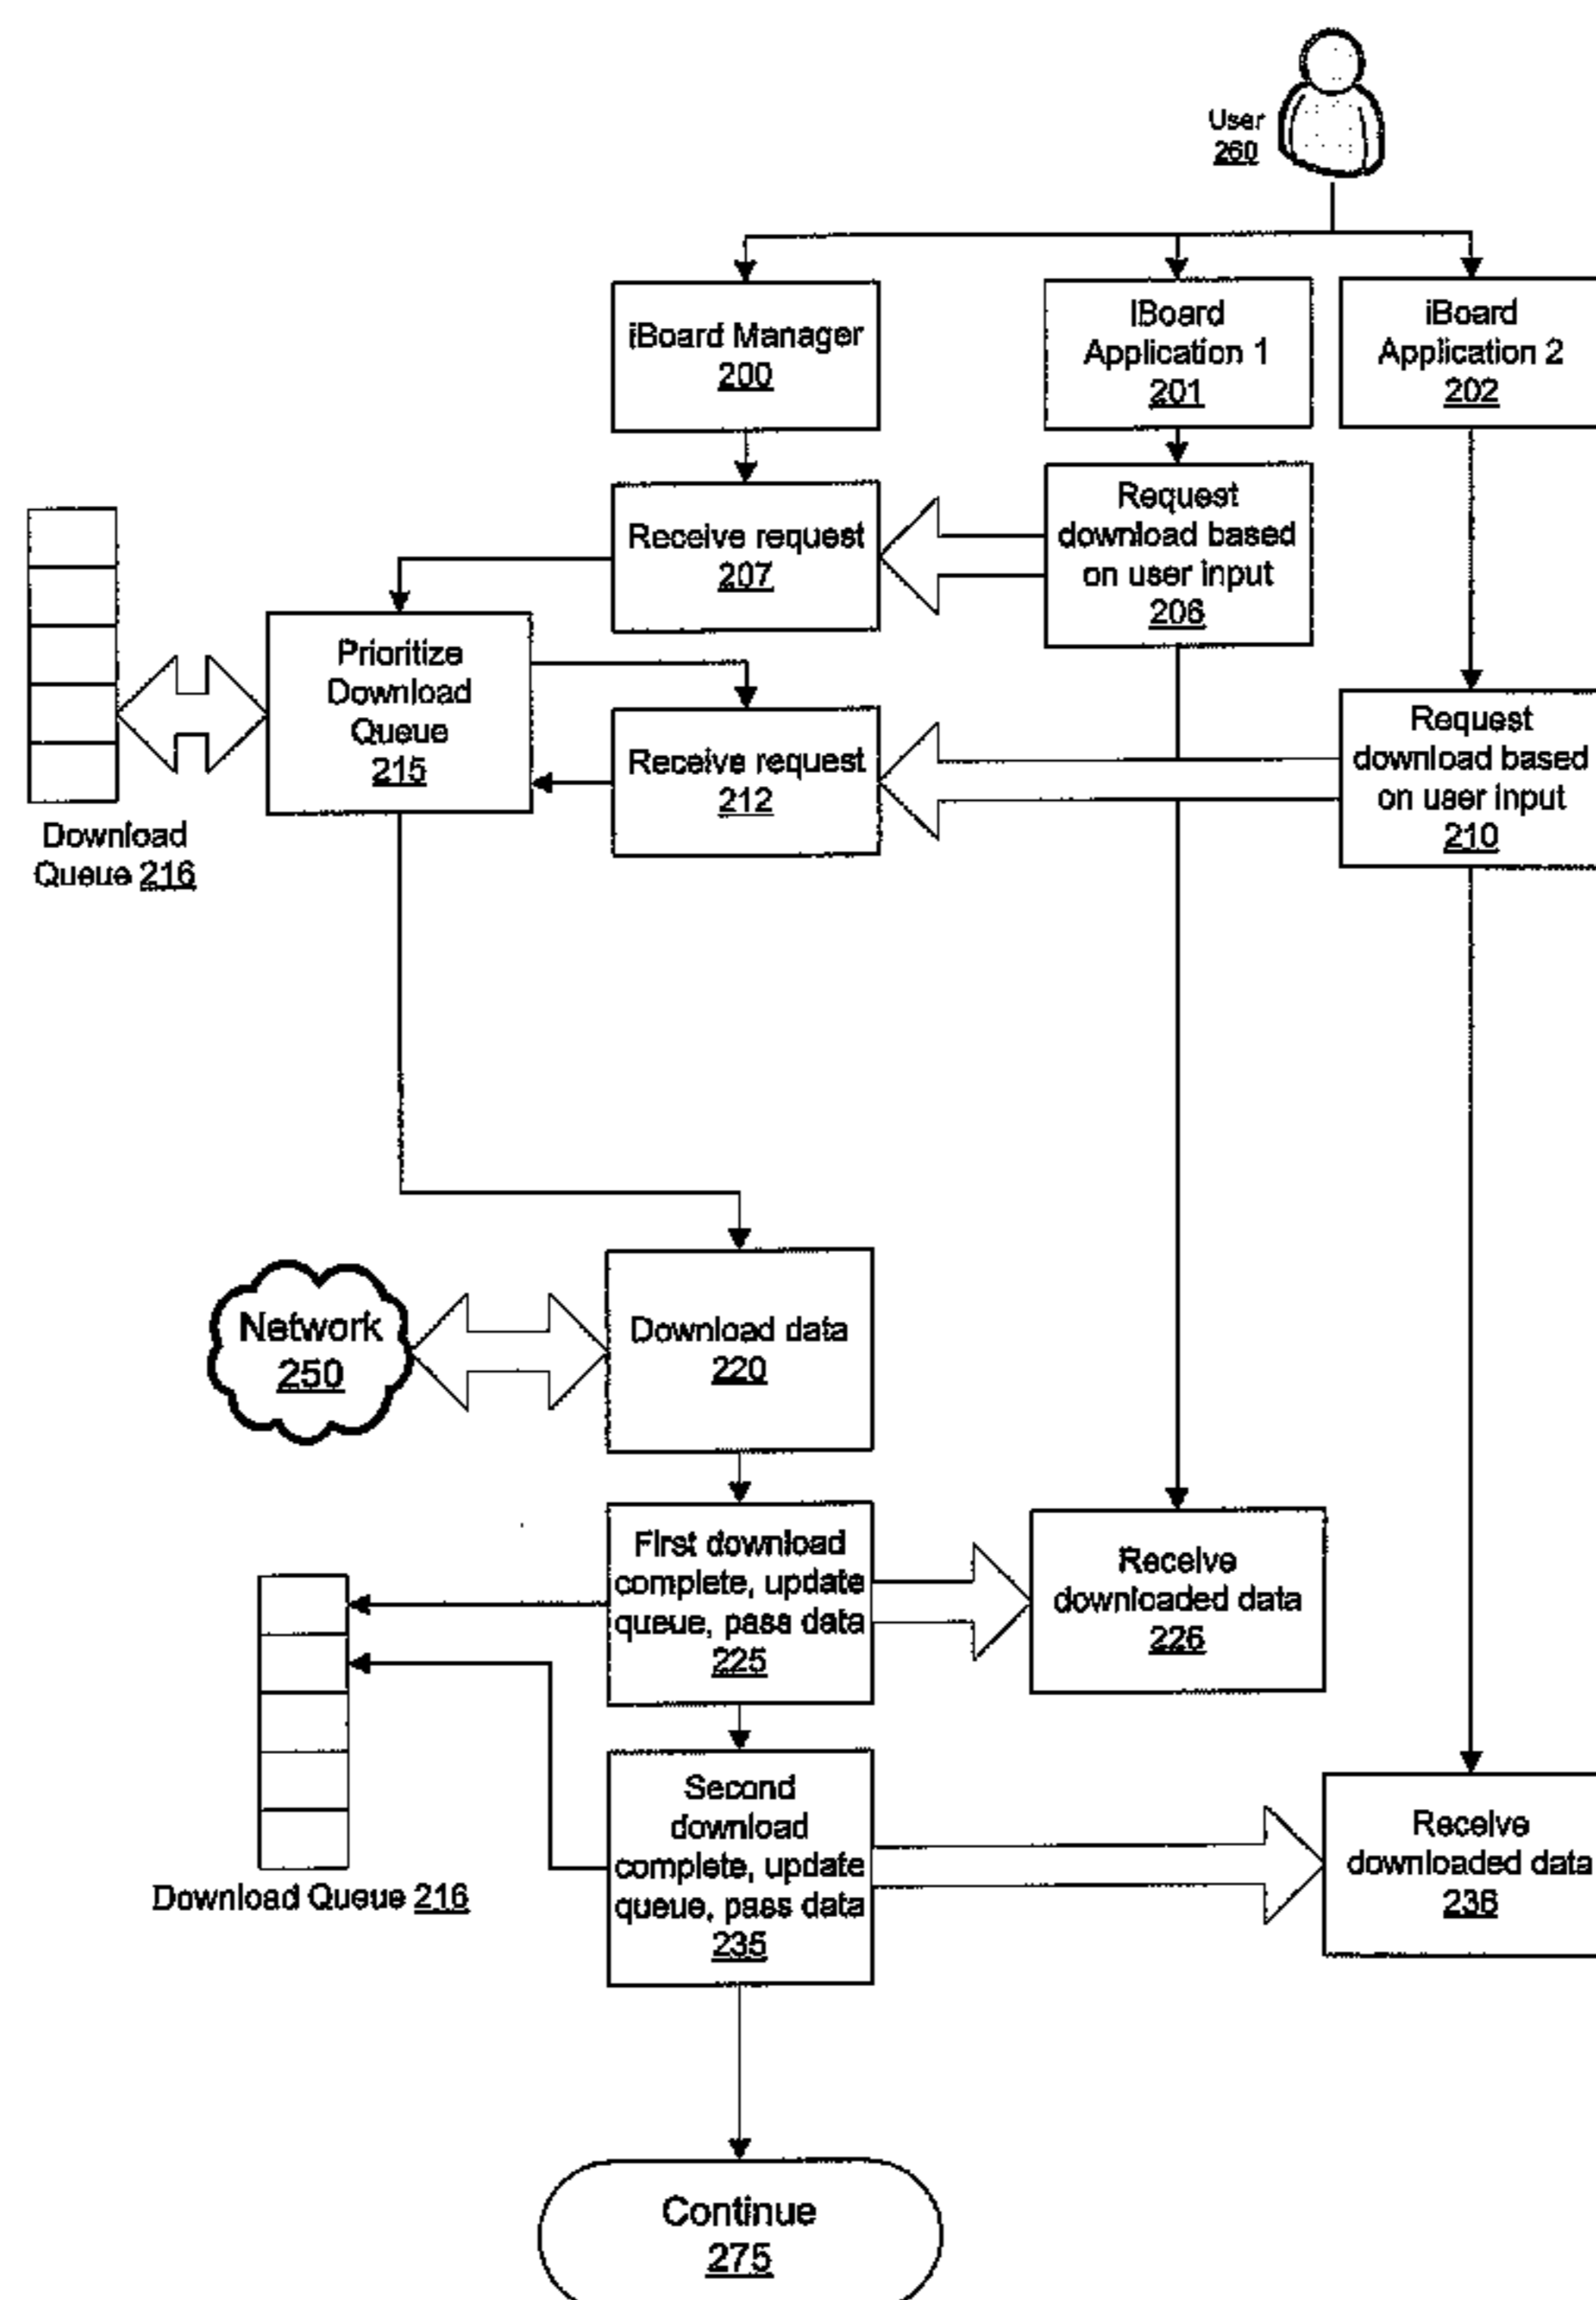 User
260
iBoard Manager
200
IBoard
Application 1
201
iBoard
Application 2
202
Receive request
207
Request
download based
on user input
206
Prioritize
Download
Queue
215
Receive request
212
Request
download based
on user input
210
Download
Queue 216
Network
250
Download data
220
First download
complete, update
queue, pass data
225
Receive
downloaded data
226
Second
download
complete, update
queue, pass data
235
Receive
downloaded data
236
Download Queue 216
Continue
275